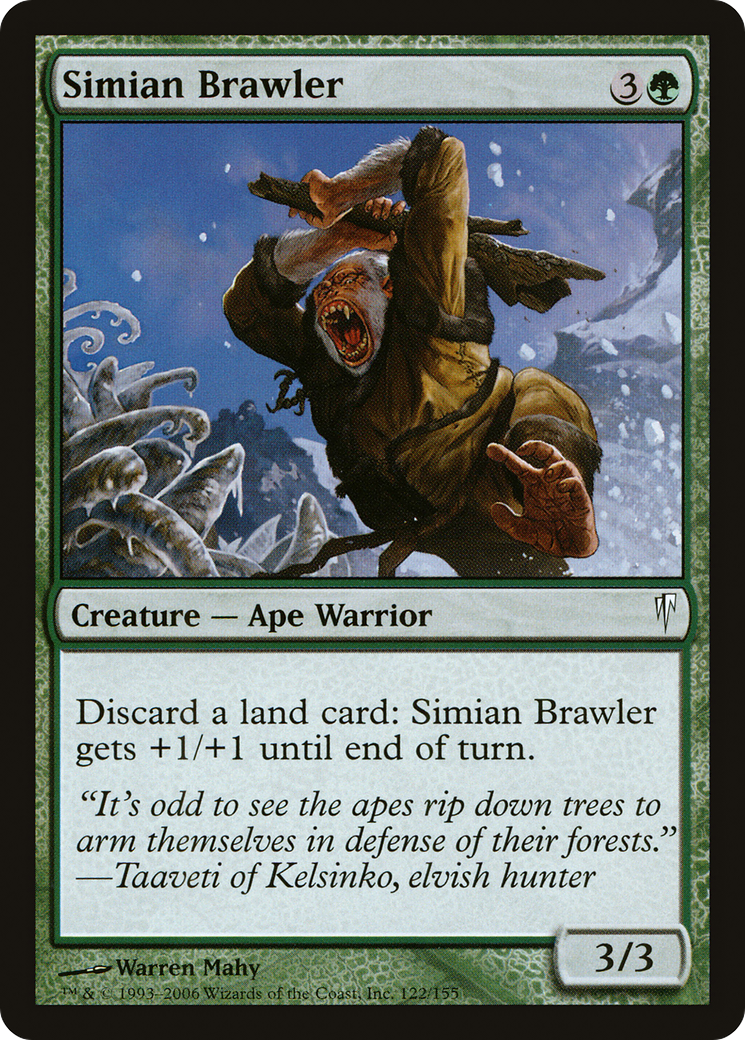 Simian Brawler 3
Creature — Ape Warrior
Discard a land card: Simian Brawler
gets +1/+1 until end of turn.
“It’s odd to see the apes rip down trees to
arm themselves in defense of their forests.”
—Taaveti of Kelsinko, elvish hunter
3/3
Warren Mahy
™ & © 1993–2006 Wizards of the Coast, Inc. 122/155